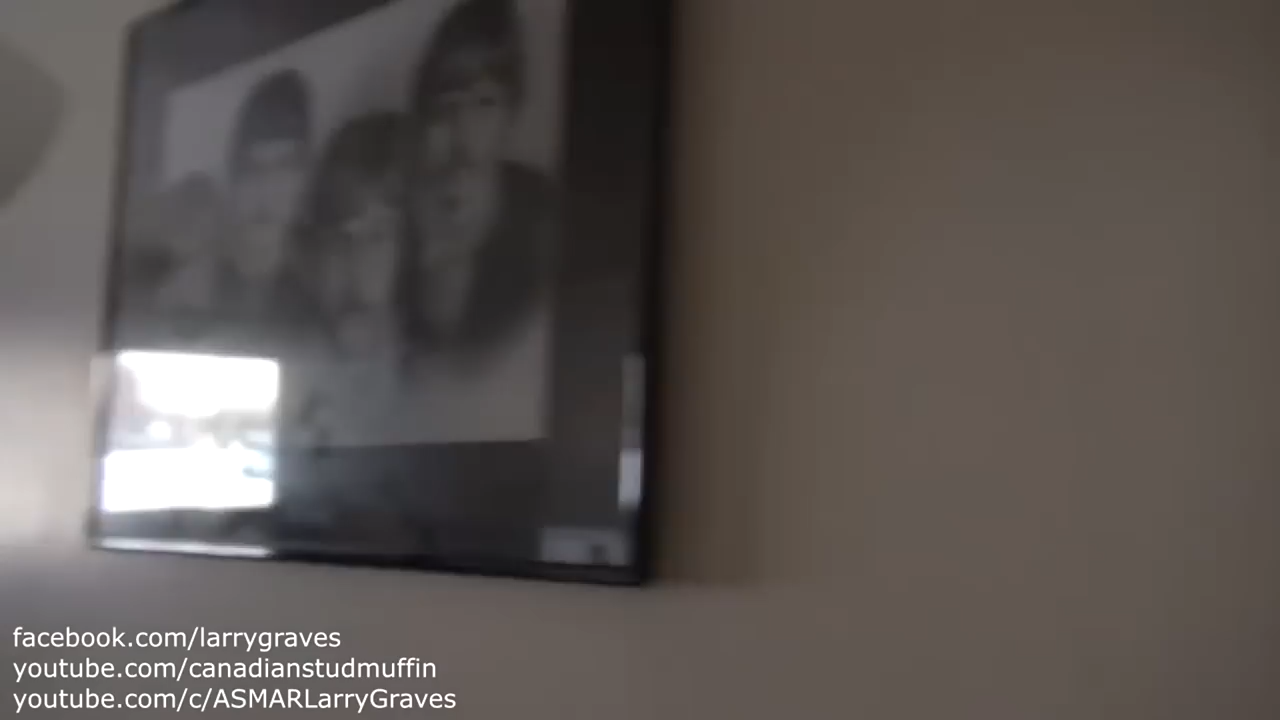 facebook.com/larrygraves
youtube.com/canadianstudmuffin
youtube.com/c/ASMARLarryGraves